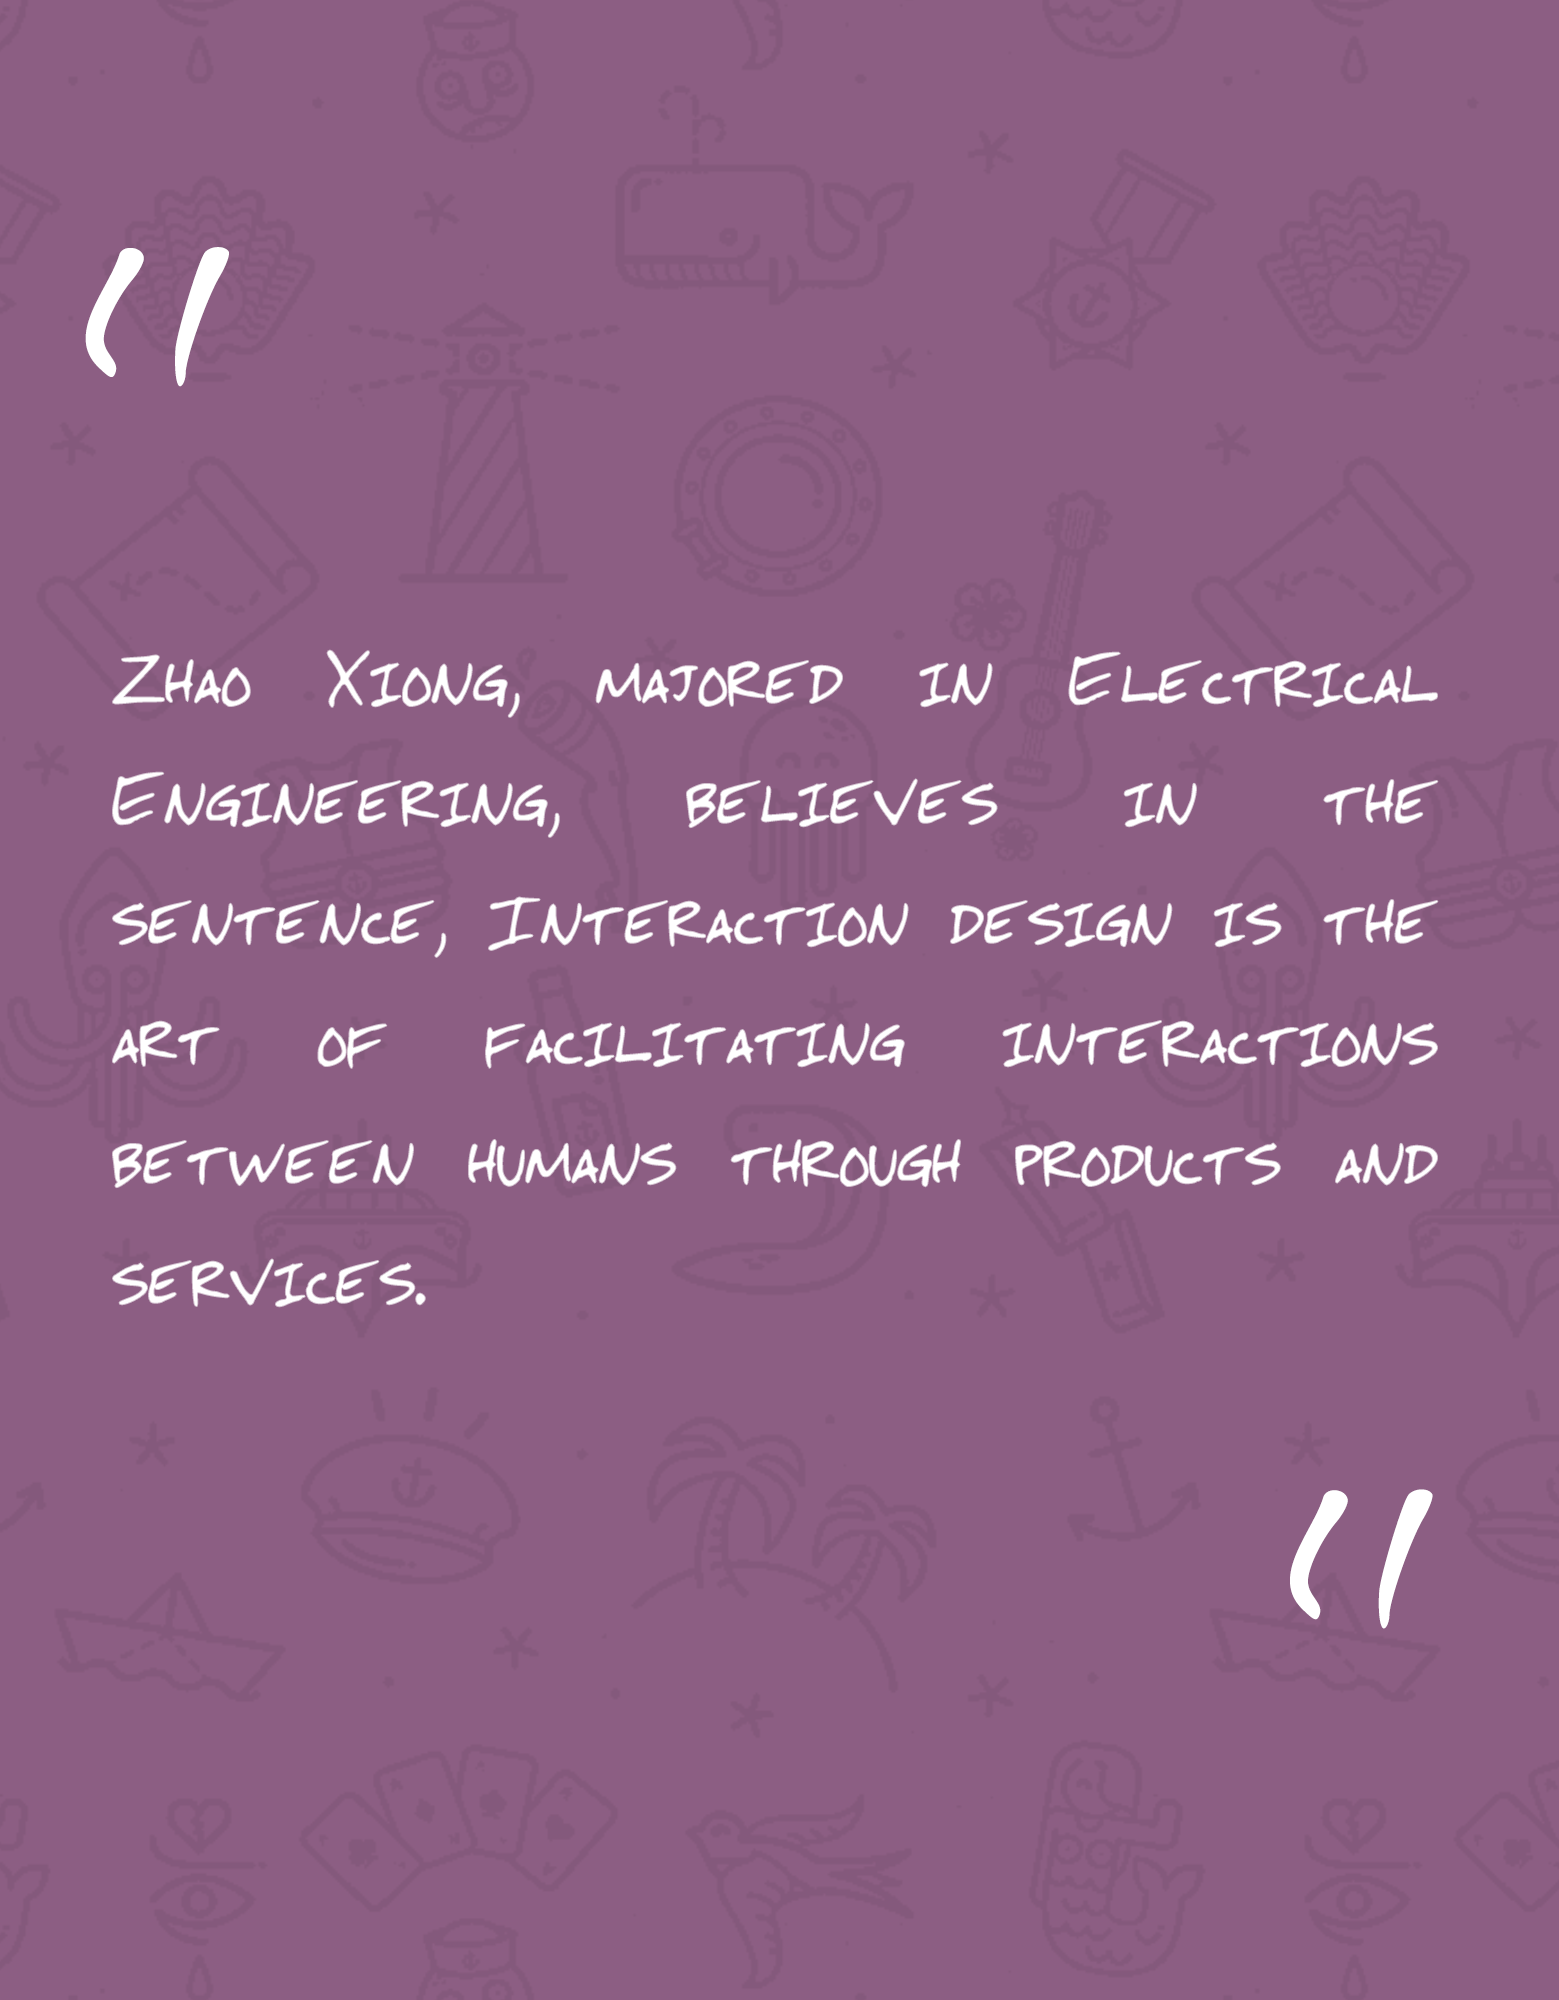 "
Zhao Xiong, majored in Electrical
Engineering, believes in the
sentence, Interaction design is the
art of facilitating interactions
between humans through products and
services.
"